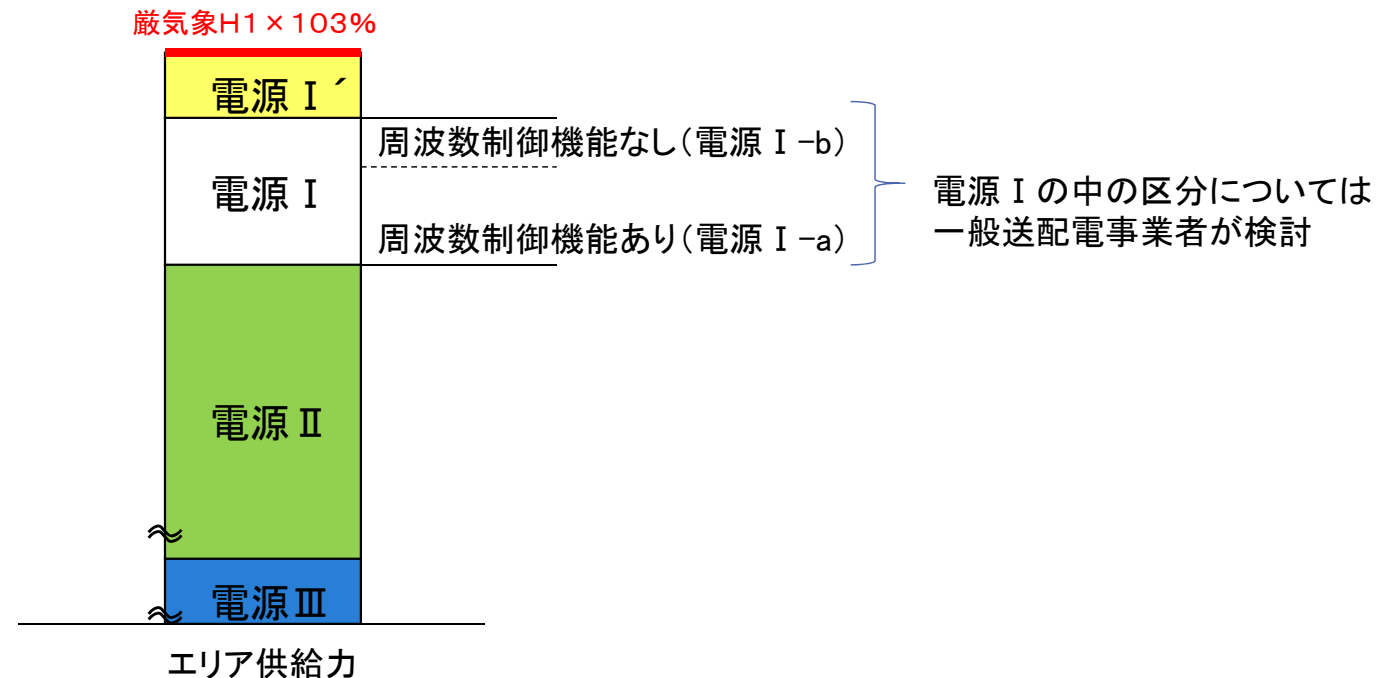 厳気象H1×103%
電源Ⅰ´
周波数制御機能なし(電源Ⅰ-b)
電源Ⅰ
電源Ⅰの中の区分については
一般送配電事業者が検討
周波数制御機能あり(電源Ⅰ-a)
電源Ⅱ
電源Ⅲ
エリア供給力